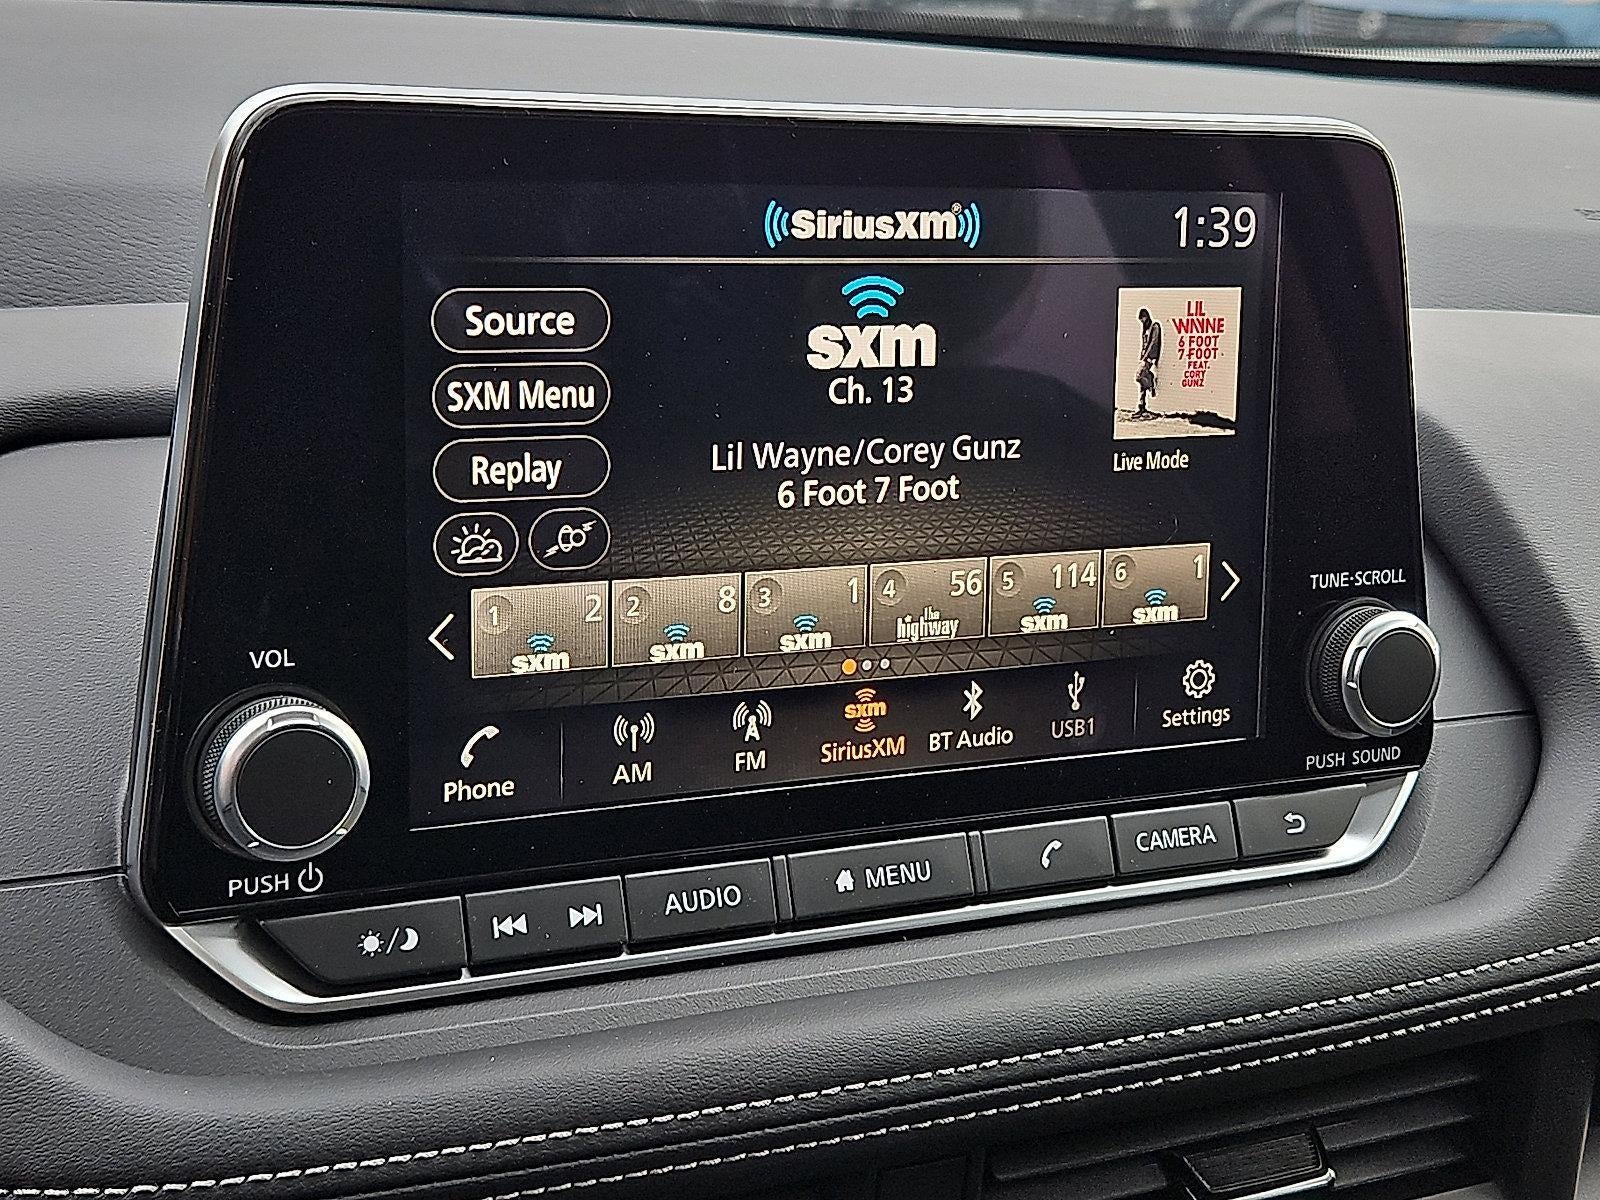 SiriusXM®
1:39
Source
SXM Menu
Replay
sxm
Ch. 13
Lil Wayne/Corey Gunz
6 Foot 7 Foot
LIL
WAYNE
6 FOOT
7 FOOT
FEAT.
CORY
GUNZ
Live Mode
1 2
sxm
2 8
sxm
3 1
sxm
4 56
the
highway
5 114
sxm
6 1
sxm
Phone
AM
FM
sxm
SiriusXM
BT Audio
USB1
Settings
VOL
PUSH
TUNE·SCROLL
PUSH SOUND
AUDIO
MENU
CAMERA